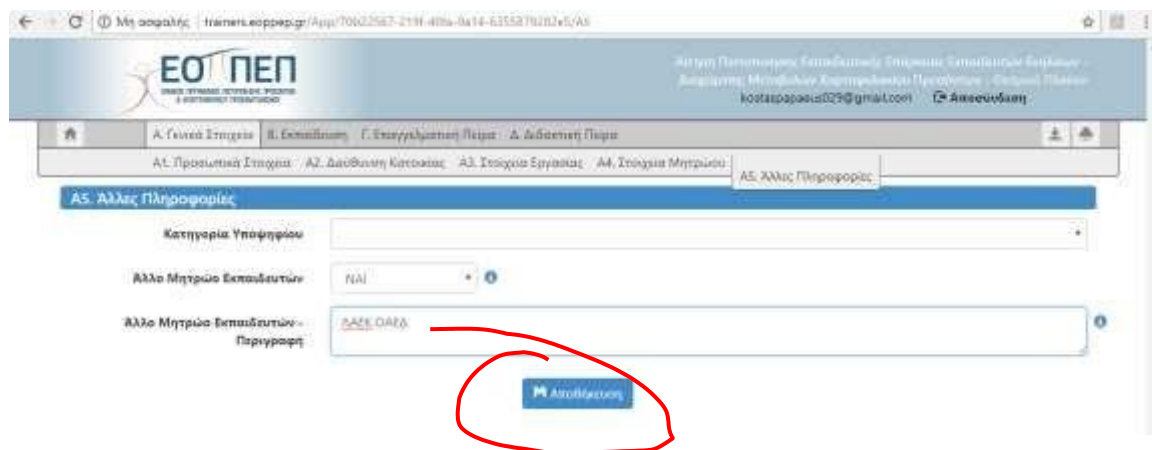 Μη ασφαλής trainers.eoppep.gr/App/
ΕΟΠΠΕΠ
kostaspapaeus029@gmail.com Αποσύνδεση
Α. Γενικά Στοιχεία Β. Εκπαίδευση Γ. Επαγγελματική Πείρα Δ. Διδακτική Πείρα
Α1. Προσωπικά Στοιχεία Α2. Διεύθυνση Κατοικίας Α3. Στοιχεία Εργασίας Α4. Στοιχεία Μητρώου Α5. Άλλες Πληροφορίες
Α5. Άλλες Πληροφορίες
Κατηγορία Υποψηφίου
Άλλο Μητρώο Εκπαιδευτών ΝΑΙ
Άλλο Μητρώο Εκπαιδευτών -
Περιγραφή
ΛΑΕΚ ΟΑΕΔ
Αποθήκευση